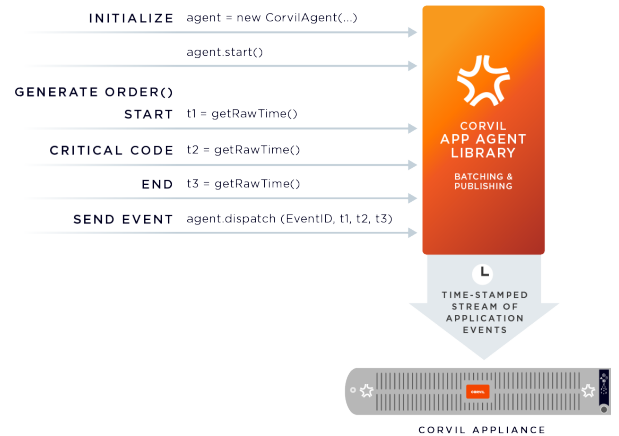 INITIALIZE agent = new CorvilAgent(...)
agent.start()
GENERATE ORDER()
START t1 = getRawTime()
CRITICAL CODE t2 = getRawTime()
END t3 = getRawTime()
SEND EVENT agent.dispatch (EventID, t1, t2, t3)
CORVIL
APP AGENT
LIBRARY
BATCHING &
PUBLISHING
TIME-STAMPED
STREAM OF
APPLICATION
EVENTS
CORVIL
CORVIL APPLIANCE